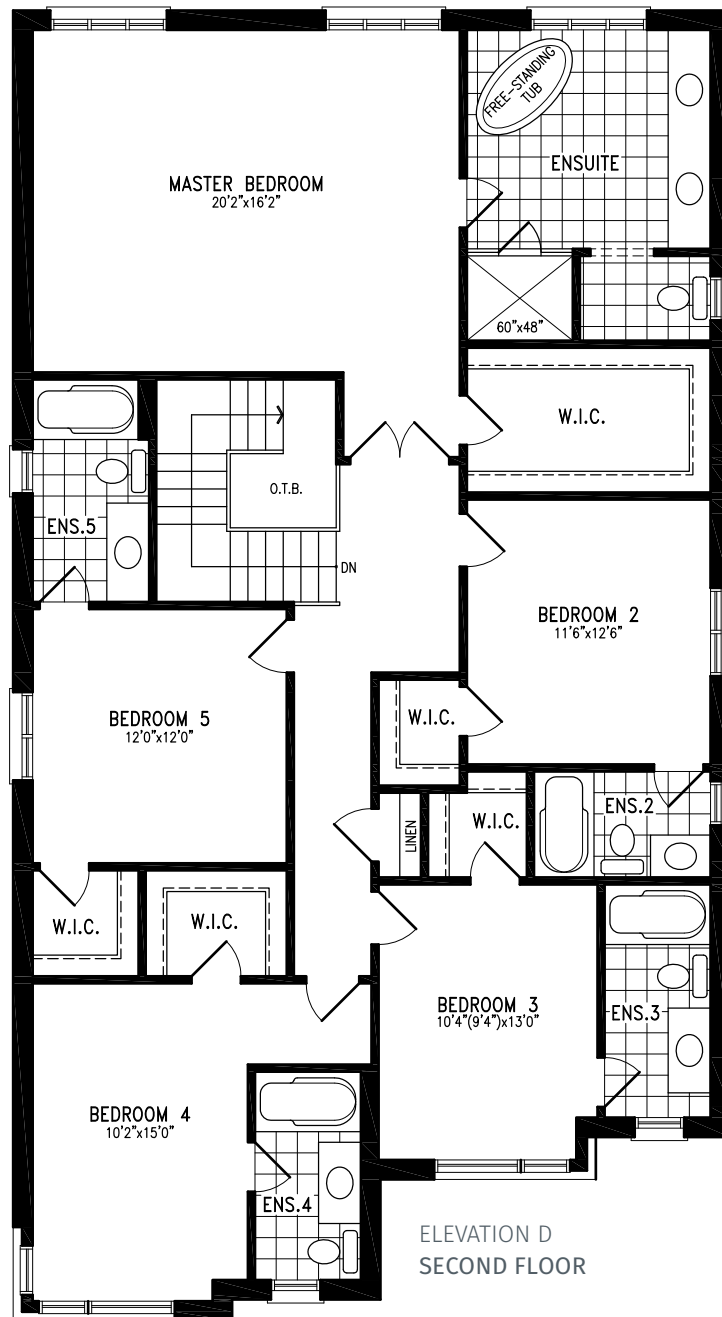 FREE-STANDING
TUB
ENSUITE
MASTER BEDROOM
20'2"x16'2"
60"x48"
W.I.C.
O.T.B.
ENS.5
DN
BEDROOM 2
11'6"x12'6"
BEDROOM 5
12'0"x12'0"
W.I.C.
ENS.2
W.I.C.
LINEN
W.I.C.
W.I.C.
BEDROOM 3
10'4"(9'4")x13'0"
ENS.3
BEDROOM 4
10'2"x15'0"
ENS.4
ELEVATION D
SECOND FLOOR